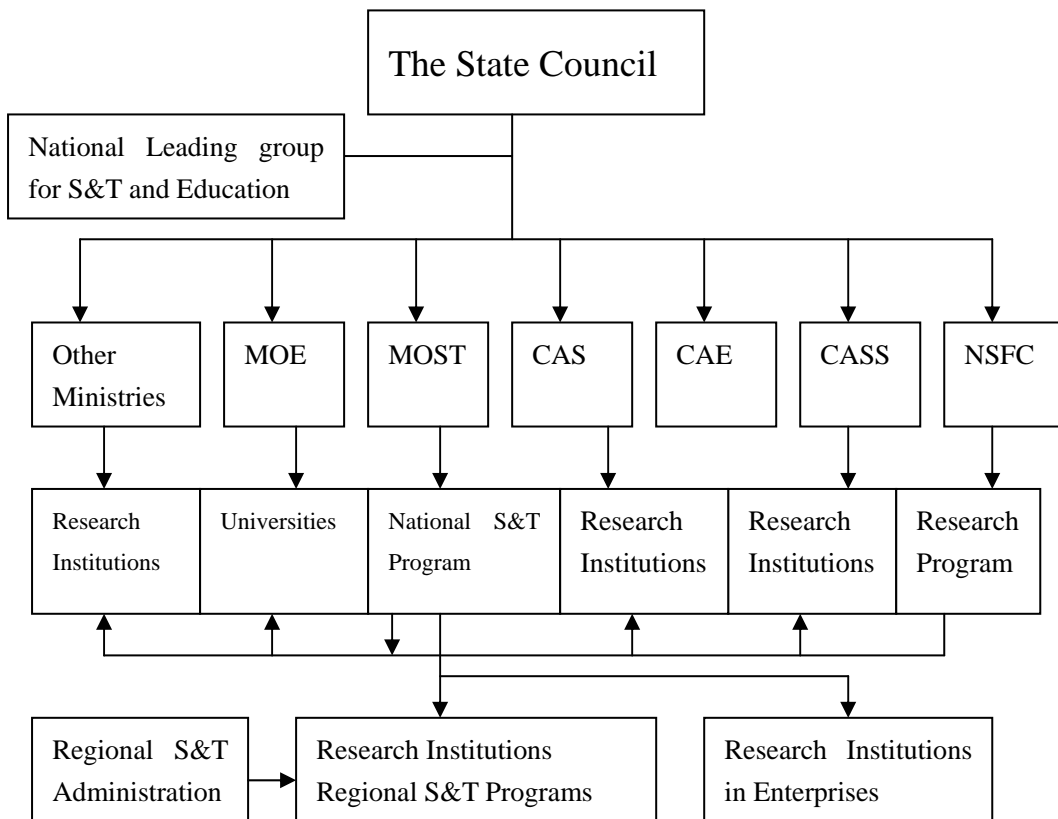 The State Council
National Leading group
for S&T and Education
Other
Ministries
MOE
MOST
CAS
CAE
CASS
NSFC
Research
Institutions
Universities
National S&T
Program
Research
Institutions
Research
Institutions
Research
Program
Regional S&T
Administration
Research Institutions
Regional S&T Programs
Research Institutions
in Enterprises